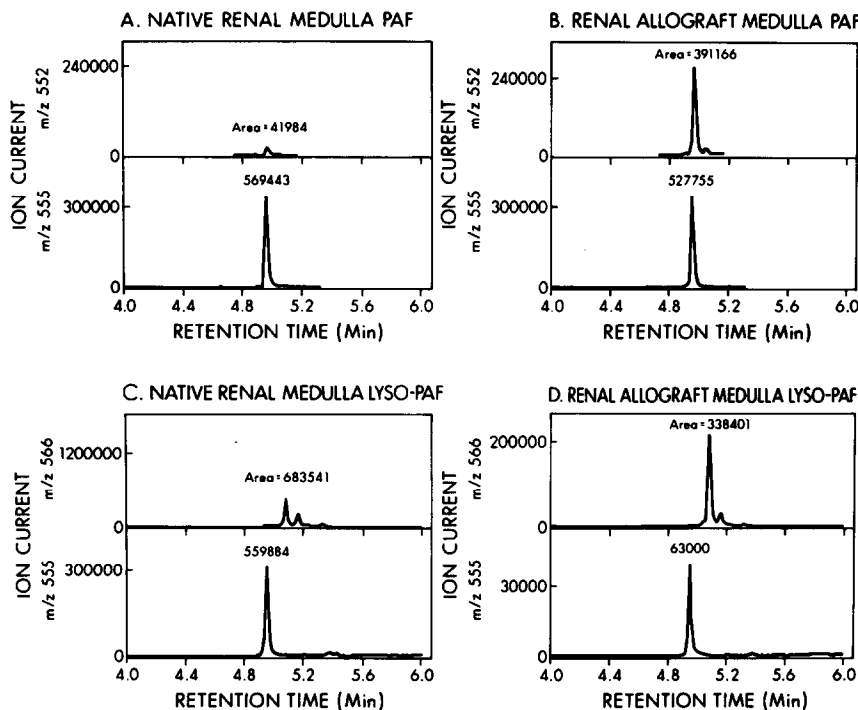 A. NATIVE RENAL MEDULLA PAF
ION CURRENT
m/z 552
m/z 555
240000
0
300000
0
Area = 41984
569443
4.0 4.4 4.8 5.2 5.6 6.0
RETENTION TIME (Min)
B. RENAL ALLOGRAFT MEDULLA PAF
ION CURRENT
m/z 552
m/z 555
240000
0
300000
0
Area = 391166
527755
4.0 4.4 4.8 5.2 5.6 6.0
RETENTION TIME (Min)
C. NATIVE RENAL MEDULLA LYSO-PAF
ION CURRENT
m/z 566
m/z 555
1200000
0
300000
0
Area = 683541
559884
4.0 4.4 4.8 5.2 5.6 6.0
RETENTION TIME (Min)
D. RENAL ALLOGRAFT MEDULLA LYSO-PAF
ION CURRENT
m/z 566
m/z 555
200000
0
30000
0
Area = 338401
63000
4.0 4.4 4.8 5.2 5.6 6.0
RETENTION TIME (Min)